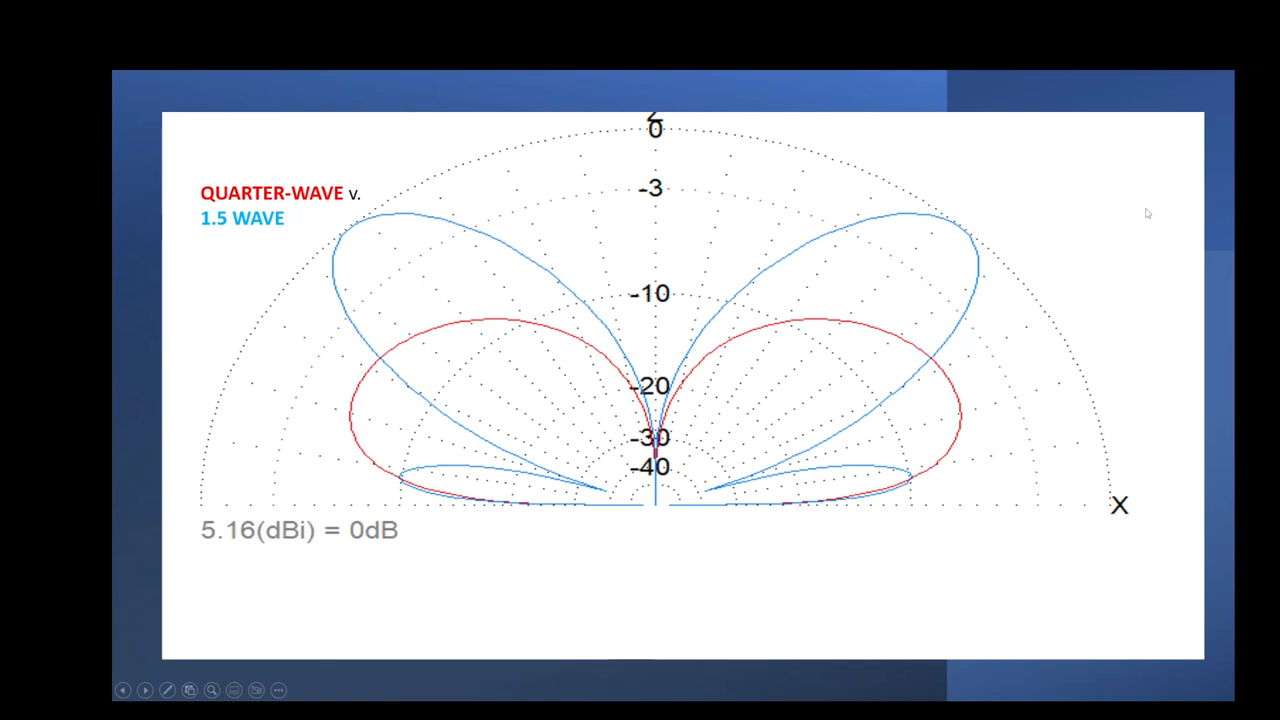 Z
0
-3
QUARTER-WAVE v.
1.5 WAVE
-10
-20
-30
-40
X
5.16(dBi) = 0dB